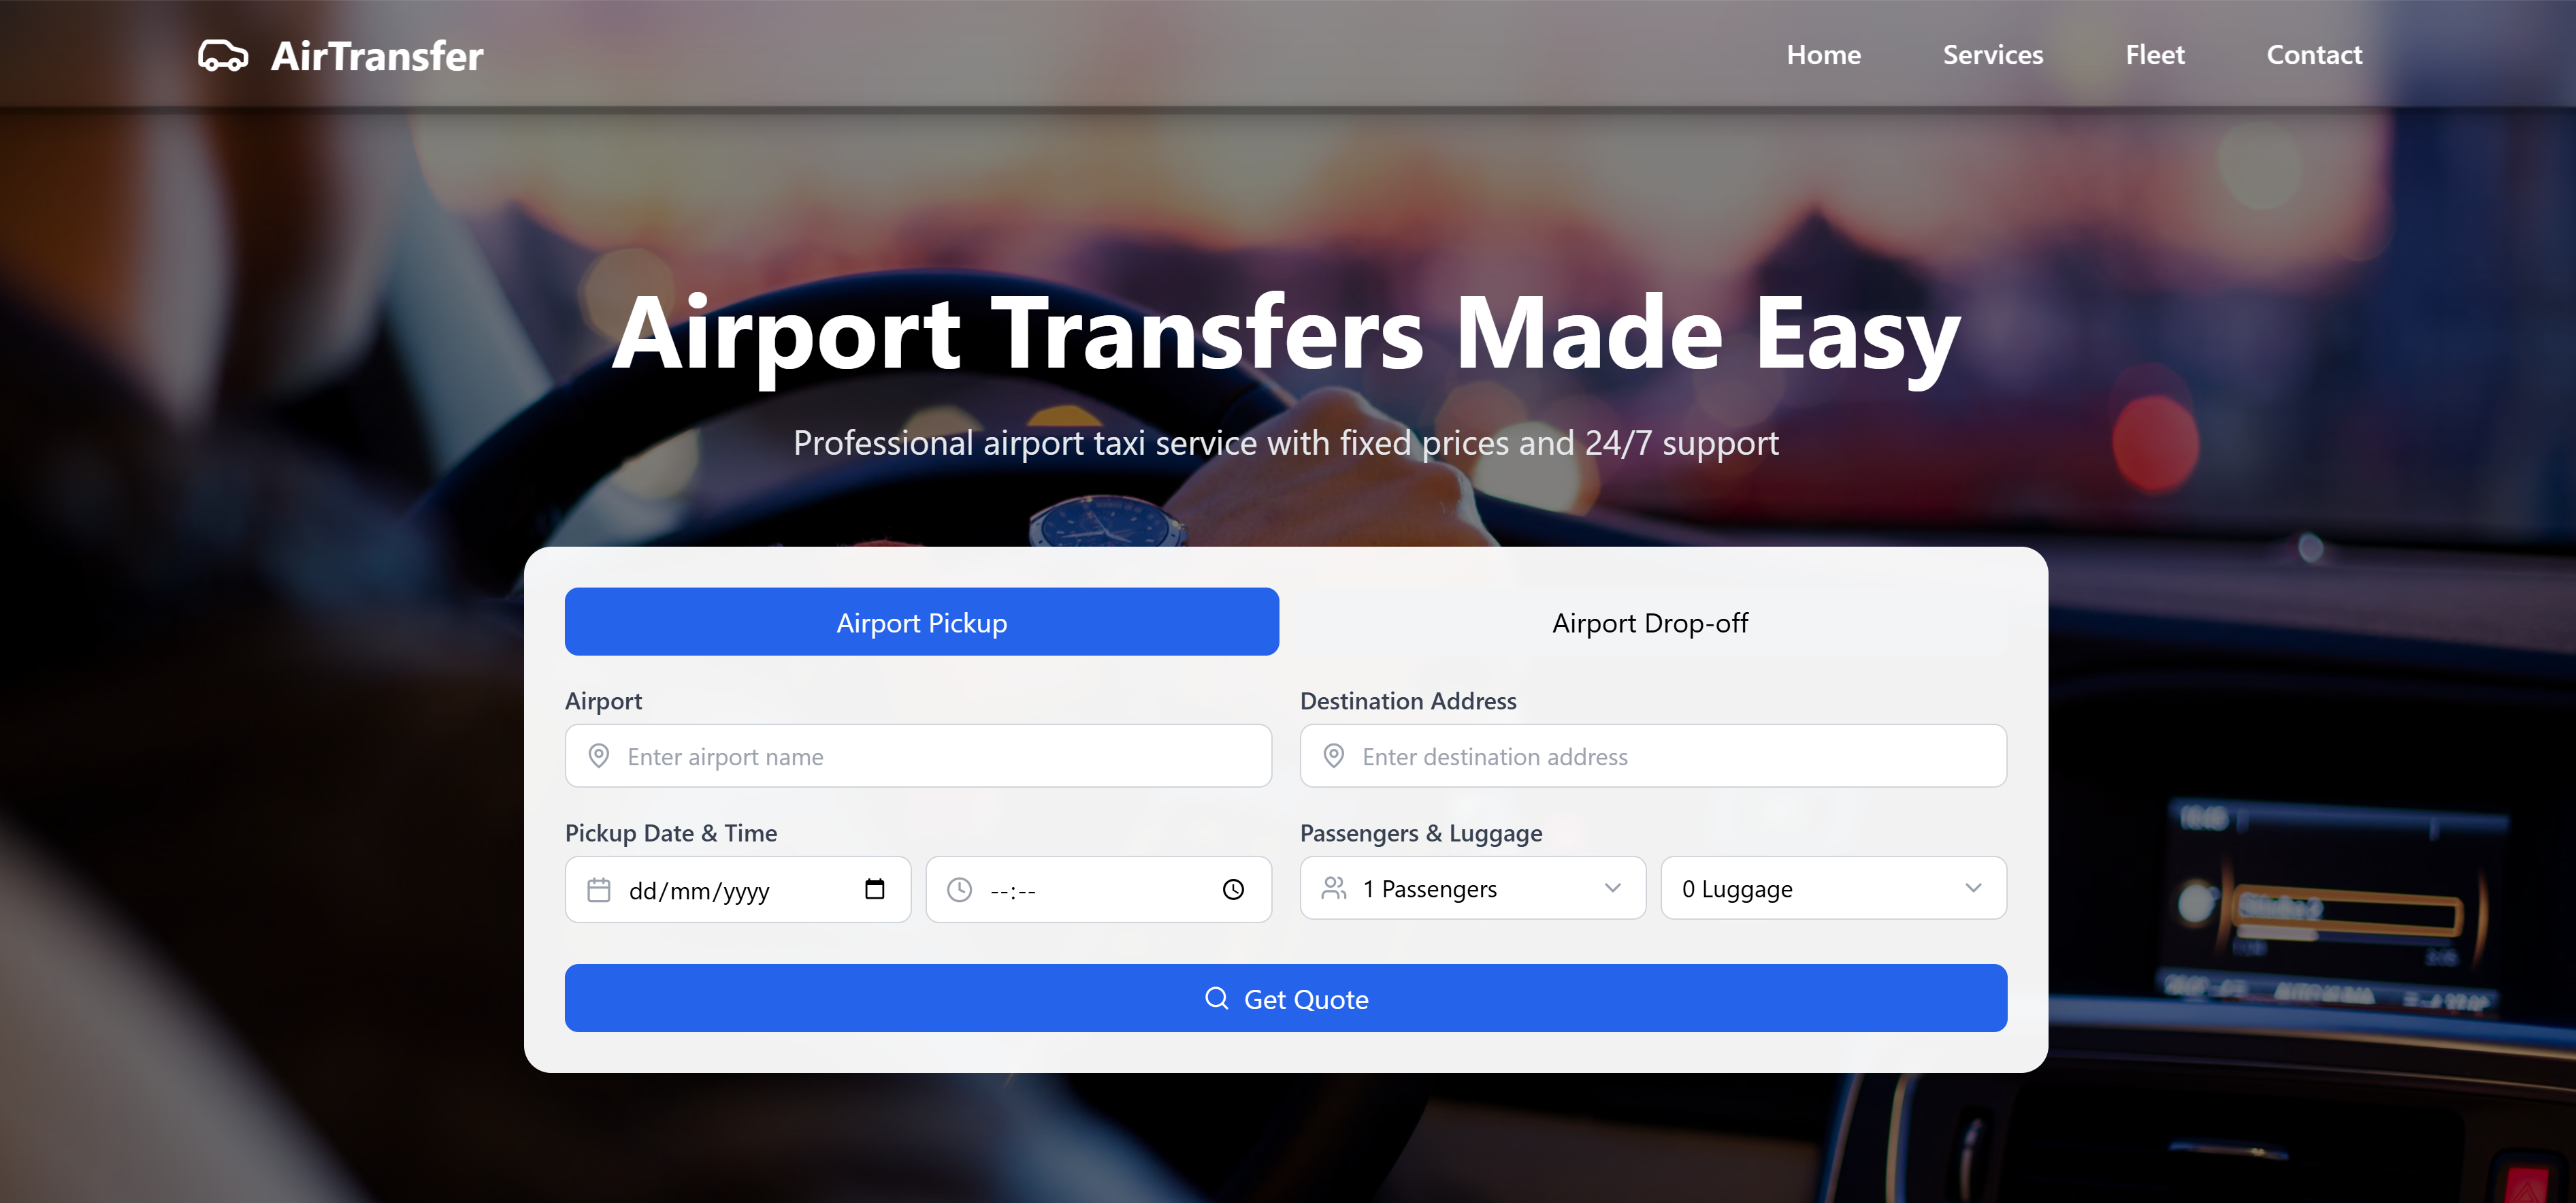 AirTransfer
Home Services Fleet Contact
Airport Transfers Made Easy
Professional airport taxi service with fixed prices and 24/7 support
Airport Pickup Airport Drop-off
Airport Destination Address
Enter airport name Enter destination address
Pickup Date & Time Passengers & Luggage
dd/mm/yyyy --:-- 1 Passengers 0 Luggage
Get Quote